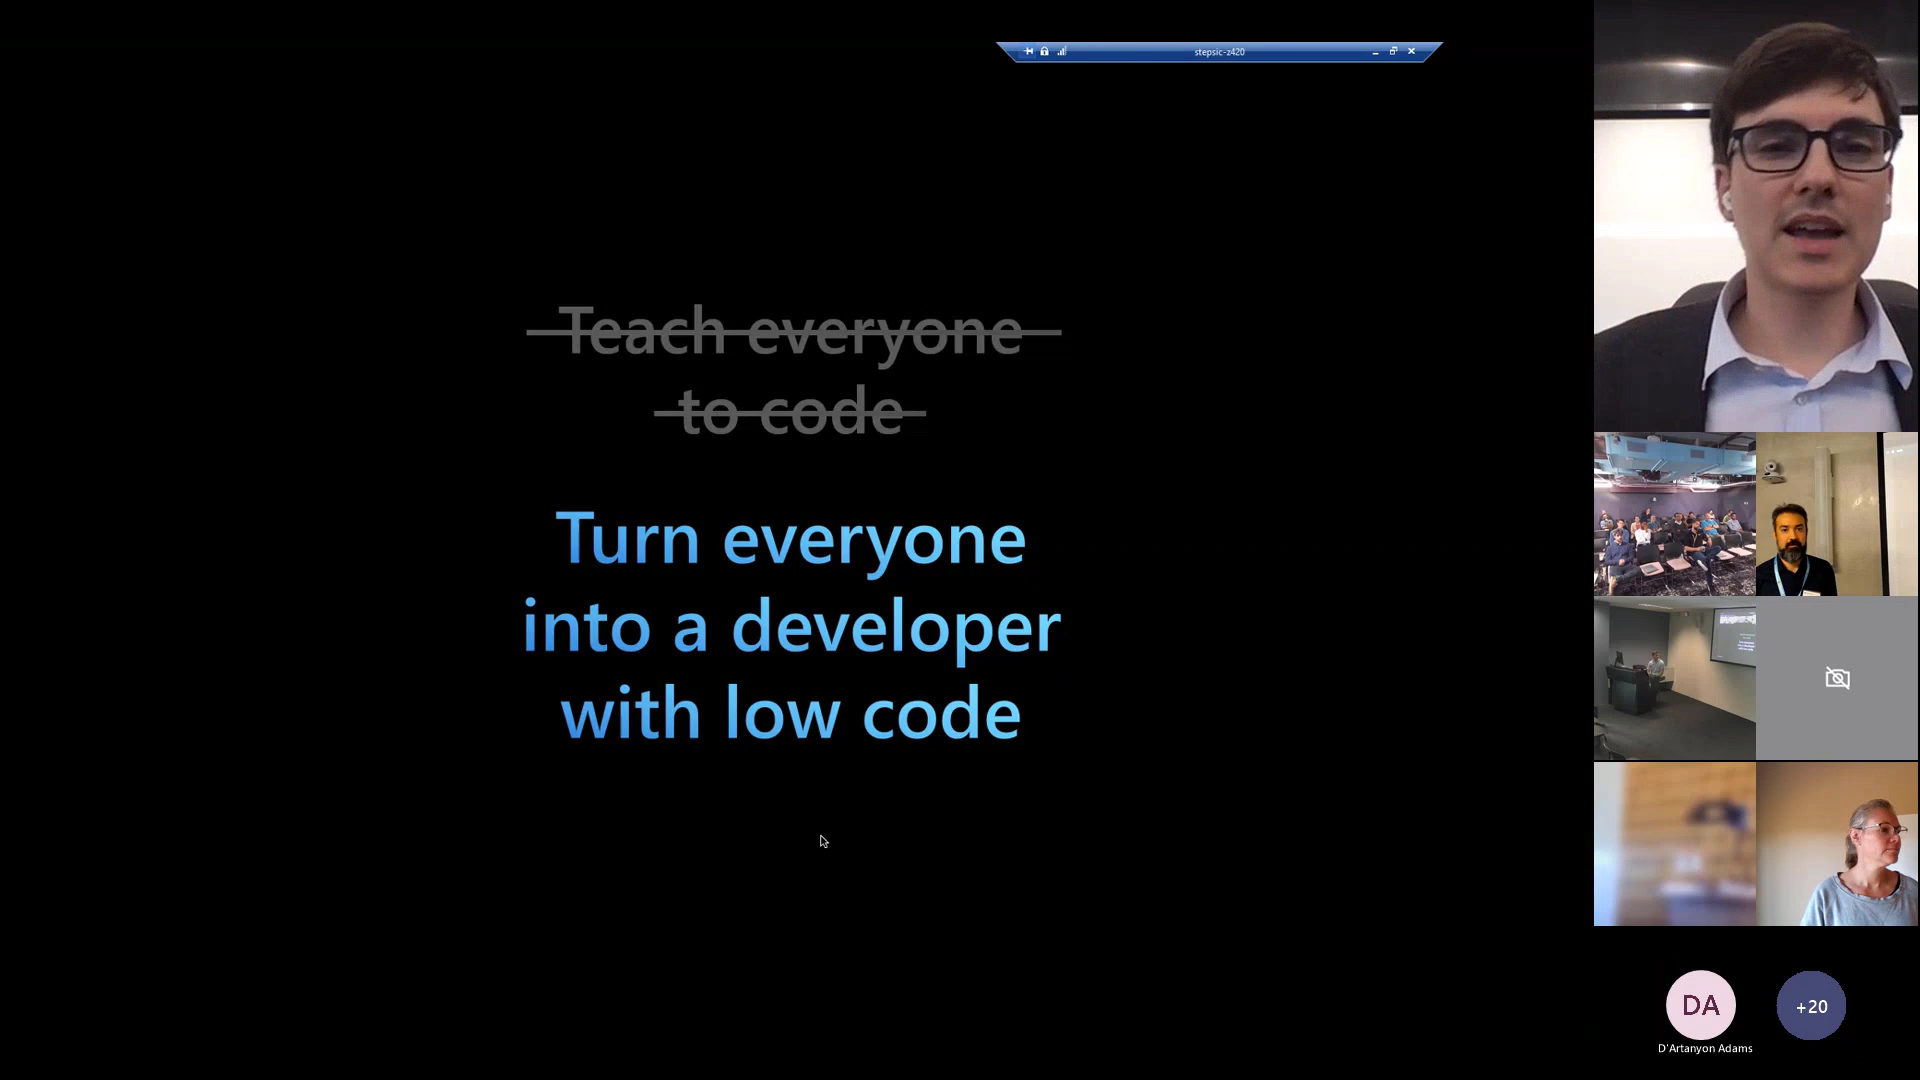 stepsic-z420
Teach everyone
to code
Turn everyone
into a developer
with low code
DA
+20
D'Artanyon Adams